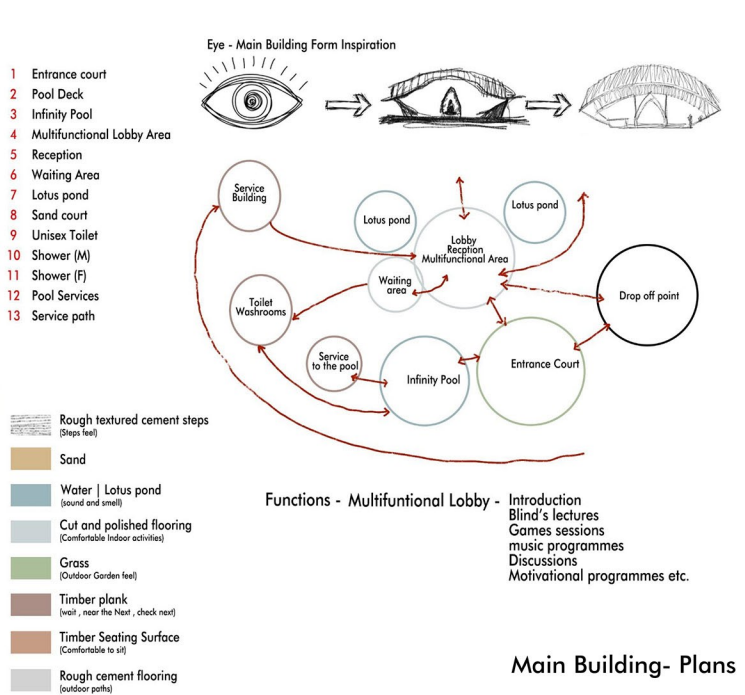 Eye - Main Building Form Inspiration
1 Entrance court
2 Pool Deck
3 Infinity Pool
4 Multifunctional Lobby Area
5 Reception
6 Waiting Area
7 Lotus pond
8 Sand court
9 Unisex Toilet
10 Shower (M)
11 Shower (F)
12 Pool Services
13 Service path
Service
Building
Lotus pond
Lotus pond
Lobby
Recption
Multifunctional Area
Waiting
area
Toilet
Washrooms
Drop off point
Service
to the pool
Infinity Pool
Entrance Court
Rough textured cement steps
(Steps feel)
Sand
Water | Lotus pond
(sound and smell)
Cut and polished flooring
(Comfortable Indoor activities)
Grass
(Outdoor Garden feel)
Timber plank
(wait , near the Next , check next)
Timber Seating Surface
(Comfortable to sit)
Rough cement flooring
(outdoor paths)
Functions - Multifuntional Lobby - Introduction
Blind's lectures
Games sessions
music programmes
Discussions
Motivational programmes etc.
Main Building- Plans